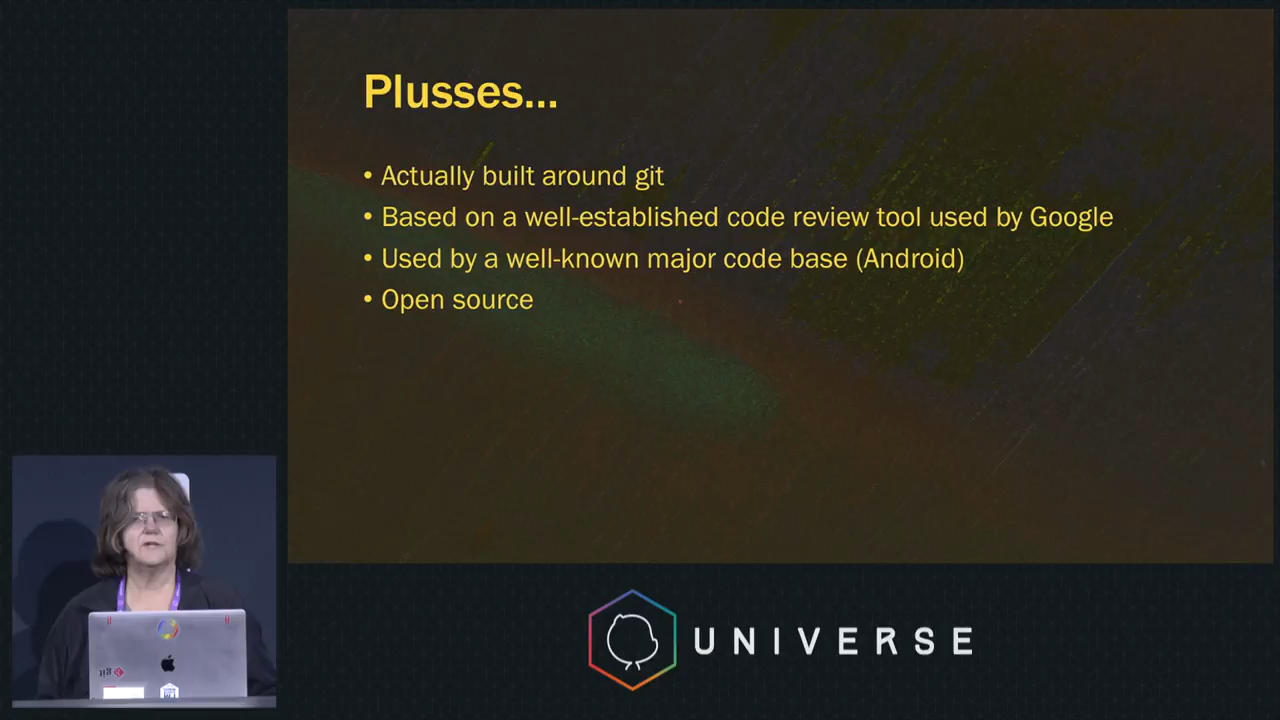 Plusses...
• Actually built around git
• Based on a well-established code review tool used by Google
• Used by a well-known major code base (Android)
• Open source
UNIVERSE